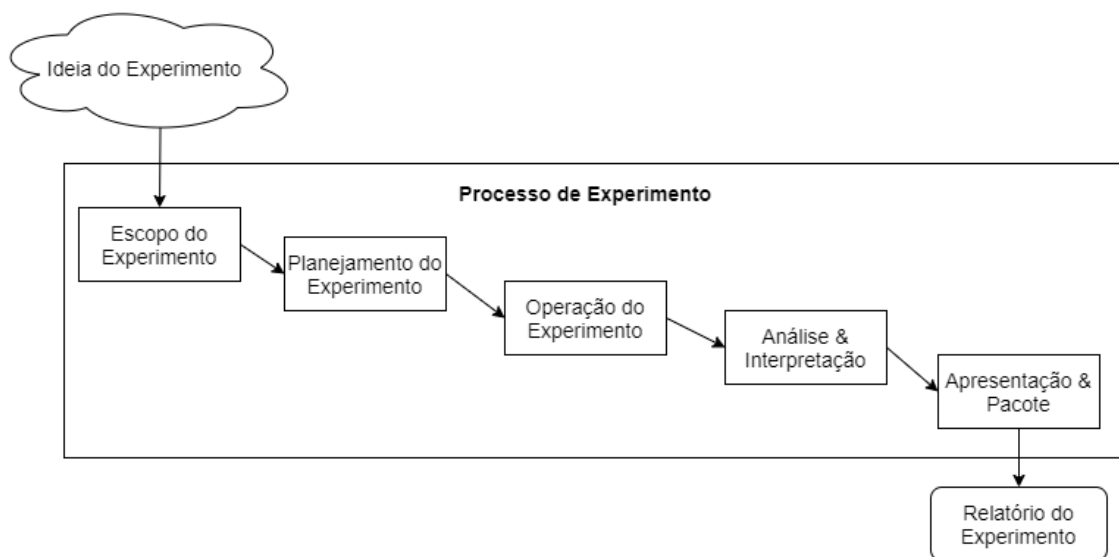 Ideia do Experimento
Processo de Experimento
Escopo do
Experimento
Planejamento do
Experimento
Operação do
Experimento
Análise &
Interpretação
Apresentação &
Pacote
Relatório do
Experimento